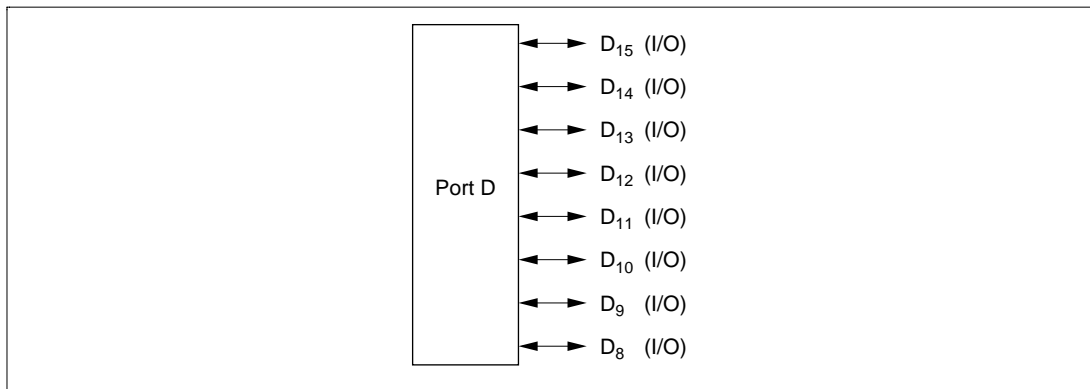 D₁₅ (I/O)
D₁₄ (I/O)
D₁₃ (I/O)
D₁₂ (I/O)
Port D
D₁₁ (I/O)
D₁₀ (I/O)
D₉ (I/O)
D₈ (I/O)